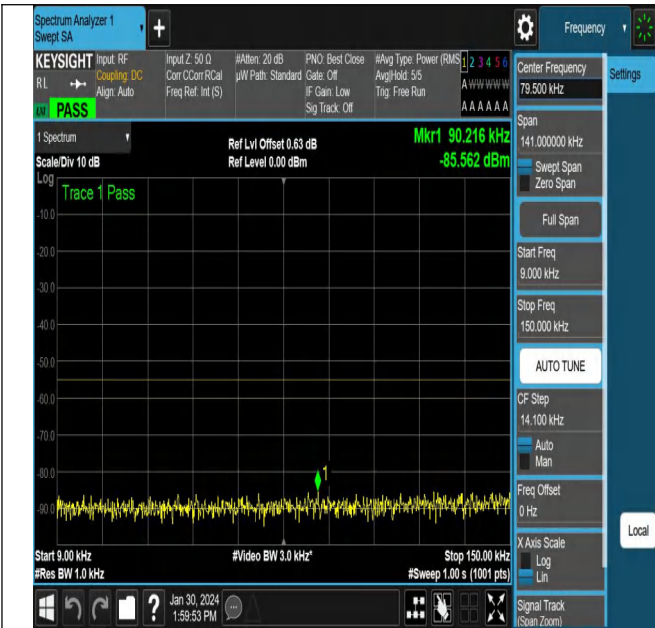 Spectrum Analyzer 1
Swept SA
+
Frequency
KEYSIGHT
RL
PASS
Input: RF
Coupling: DC
Align: Auto
Input Z: 50 Ω
Corr CCorr RCal
Freq Ref: Int (S)
#Atten: 20 dB
µW Path: Standard
PNO: Best Close
Gate: Off
IF Gain: Low
Sig Track: Off
#Avg Type: Power (RMS
Avg|Hold: 5/5
Trig: Free Run
1 2 3 4 5 6
A W W W W W
A A A A A A
1 Spectrum
Scale/Div 10 dB
Ref Lvl Offset 0.63 dB
Ref Level 0.00 dBm
Mkr1 90.216 kHz
-85.562 dBm
Log
Trace 1 Pass
-10.0
-20.0
-30.0
-40.0
-50.0
-60.0
-70.0
-80.0
-90.0
1
Start 9.00 kHz
#Video BW 3.0 kHz*
Stop 150.00 kHz
#Res BW 1.0 kHz
#Sweep 1.00 s (1001 pts)
?
Jan 30, 2024
1:59:53 PM
Center Frequency
79.500 kHz
Settings
Span
141.000000 kHz
Swept Span
Zero Span
Full Span
Start Freq
9.000 kHz
Stop Freq
150.000 kHz
AUTO TUNE
CF Step
14.100 kHz
Auto
Man
Freq Offset
0 Hz
Local
X Axis Scale
Log
Lin
Signal Track
(Span Zoom)